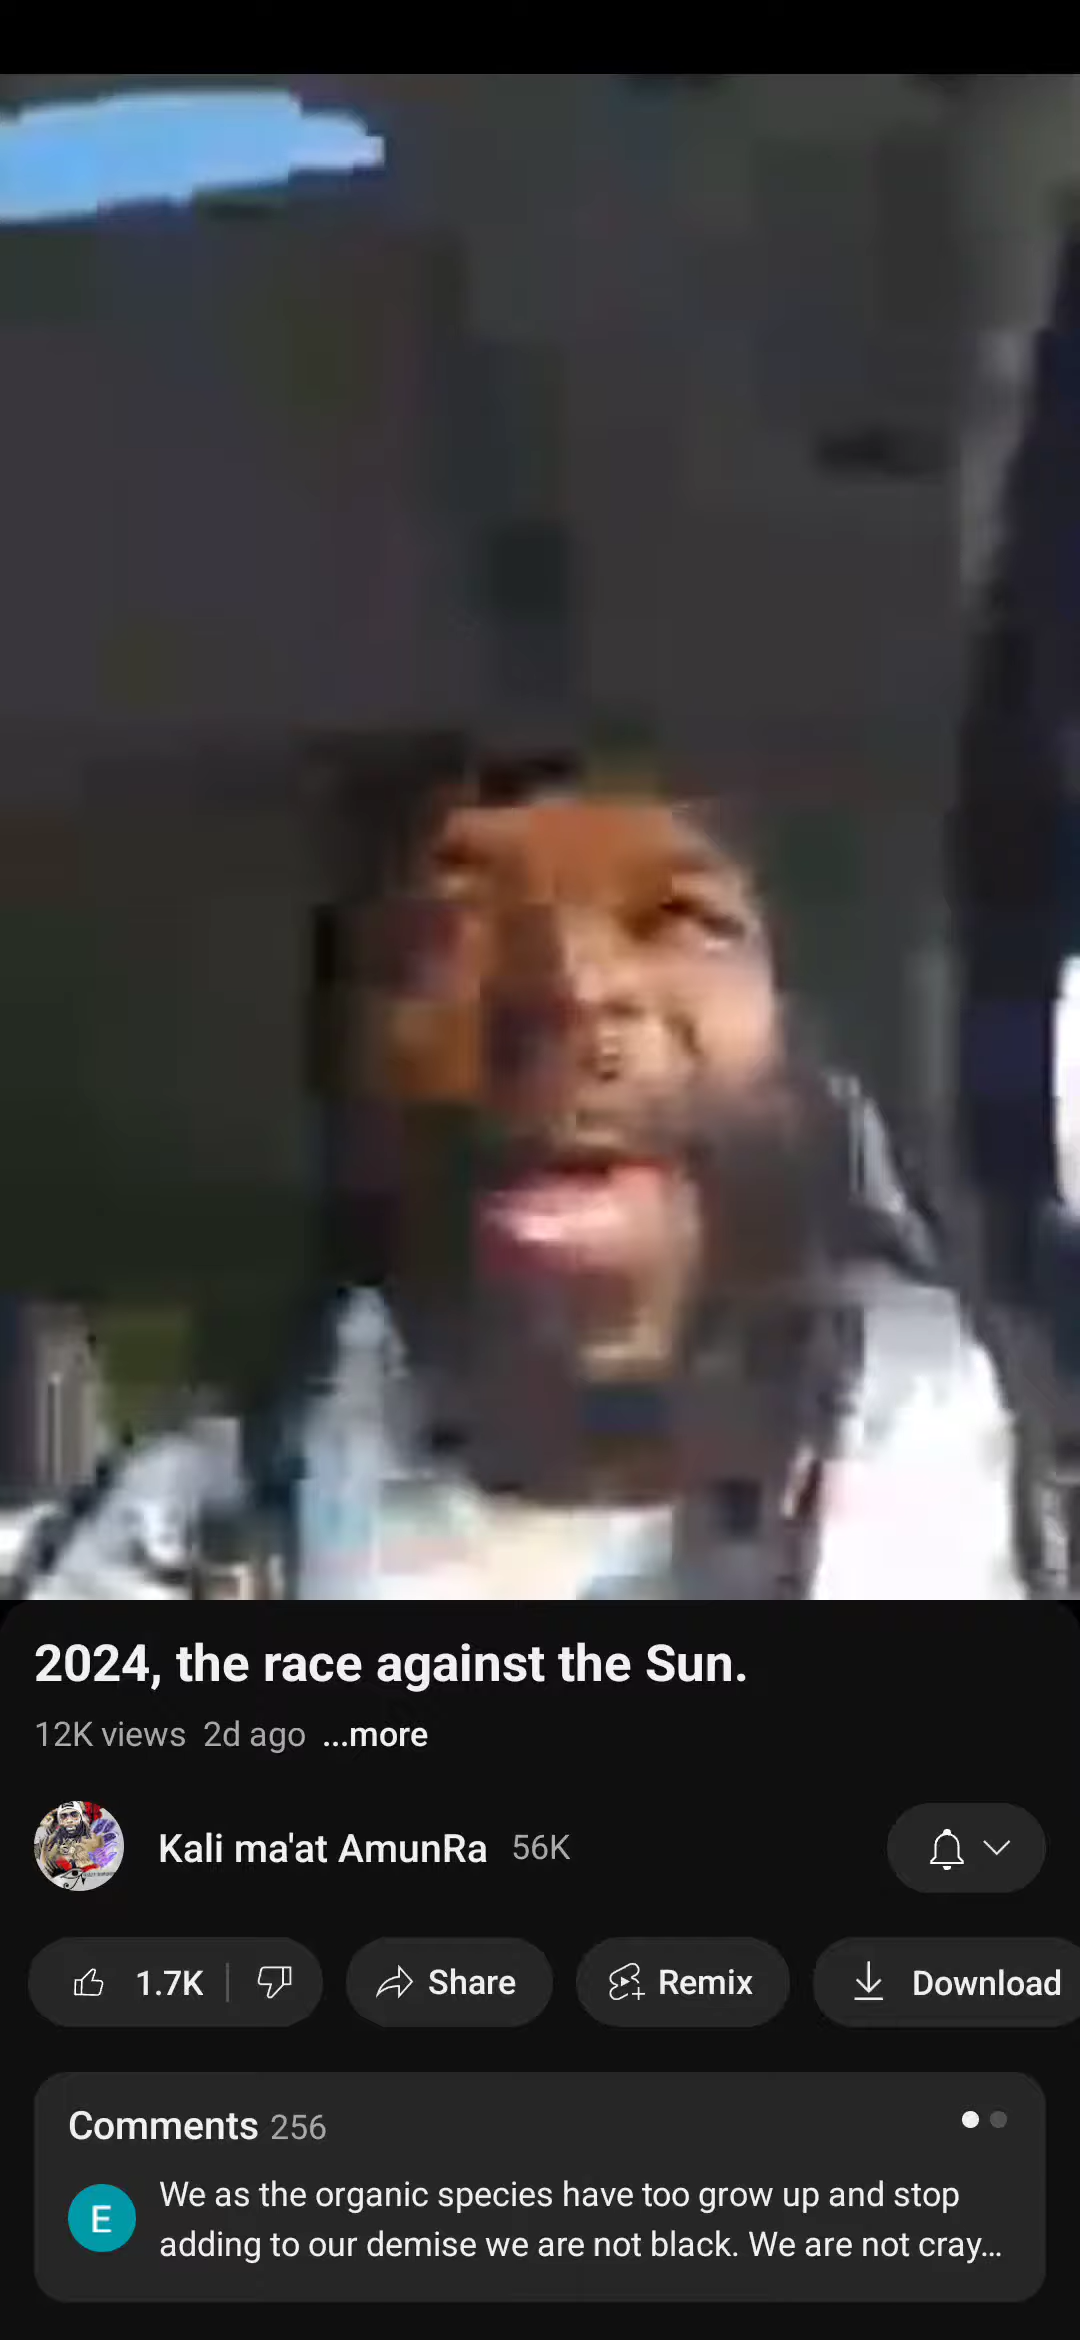 2024, the race against the Sun.
12K views 2d ago ...more
Kali ma'at AmunRa 56K
1.7K Share Remix Download
Comments 256
E
We as the organic species have too grow up and stop
adding to our demise we are not black. We are not cray...